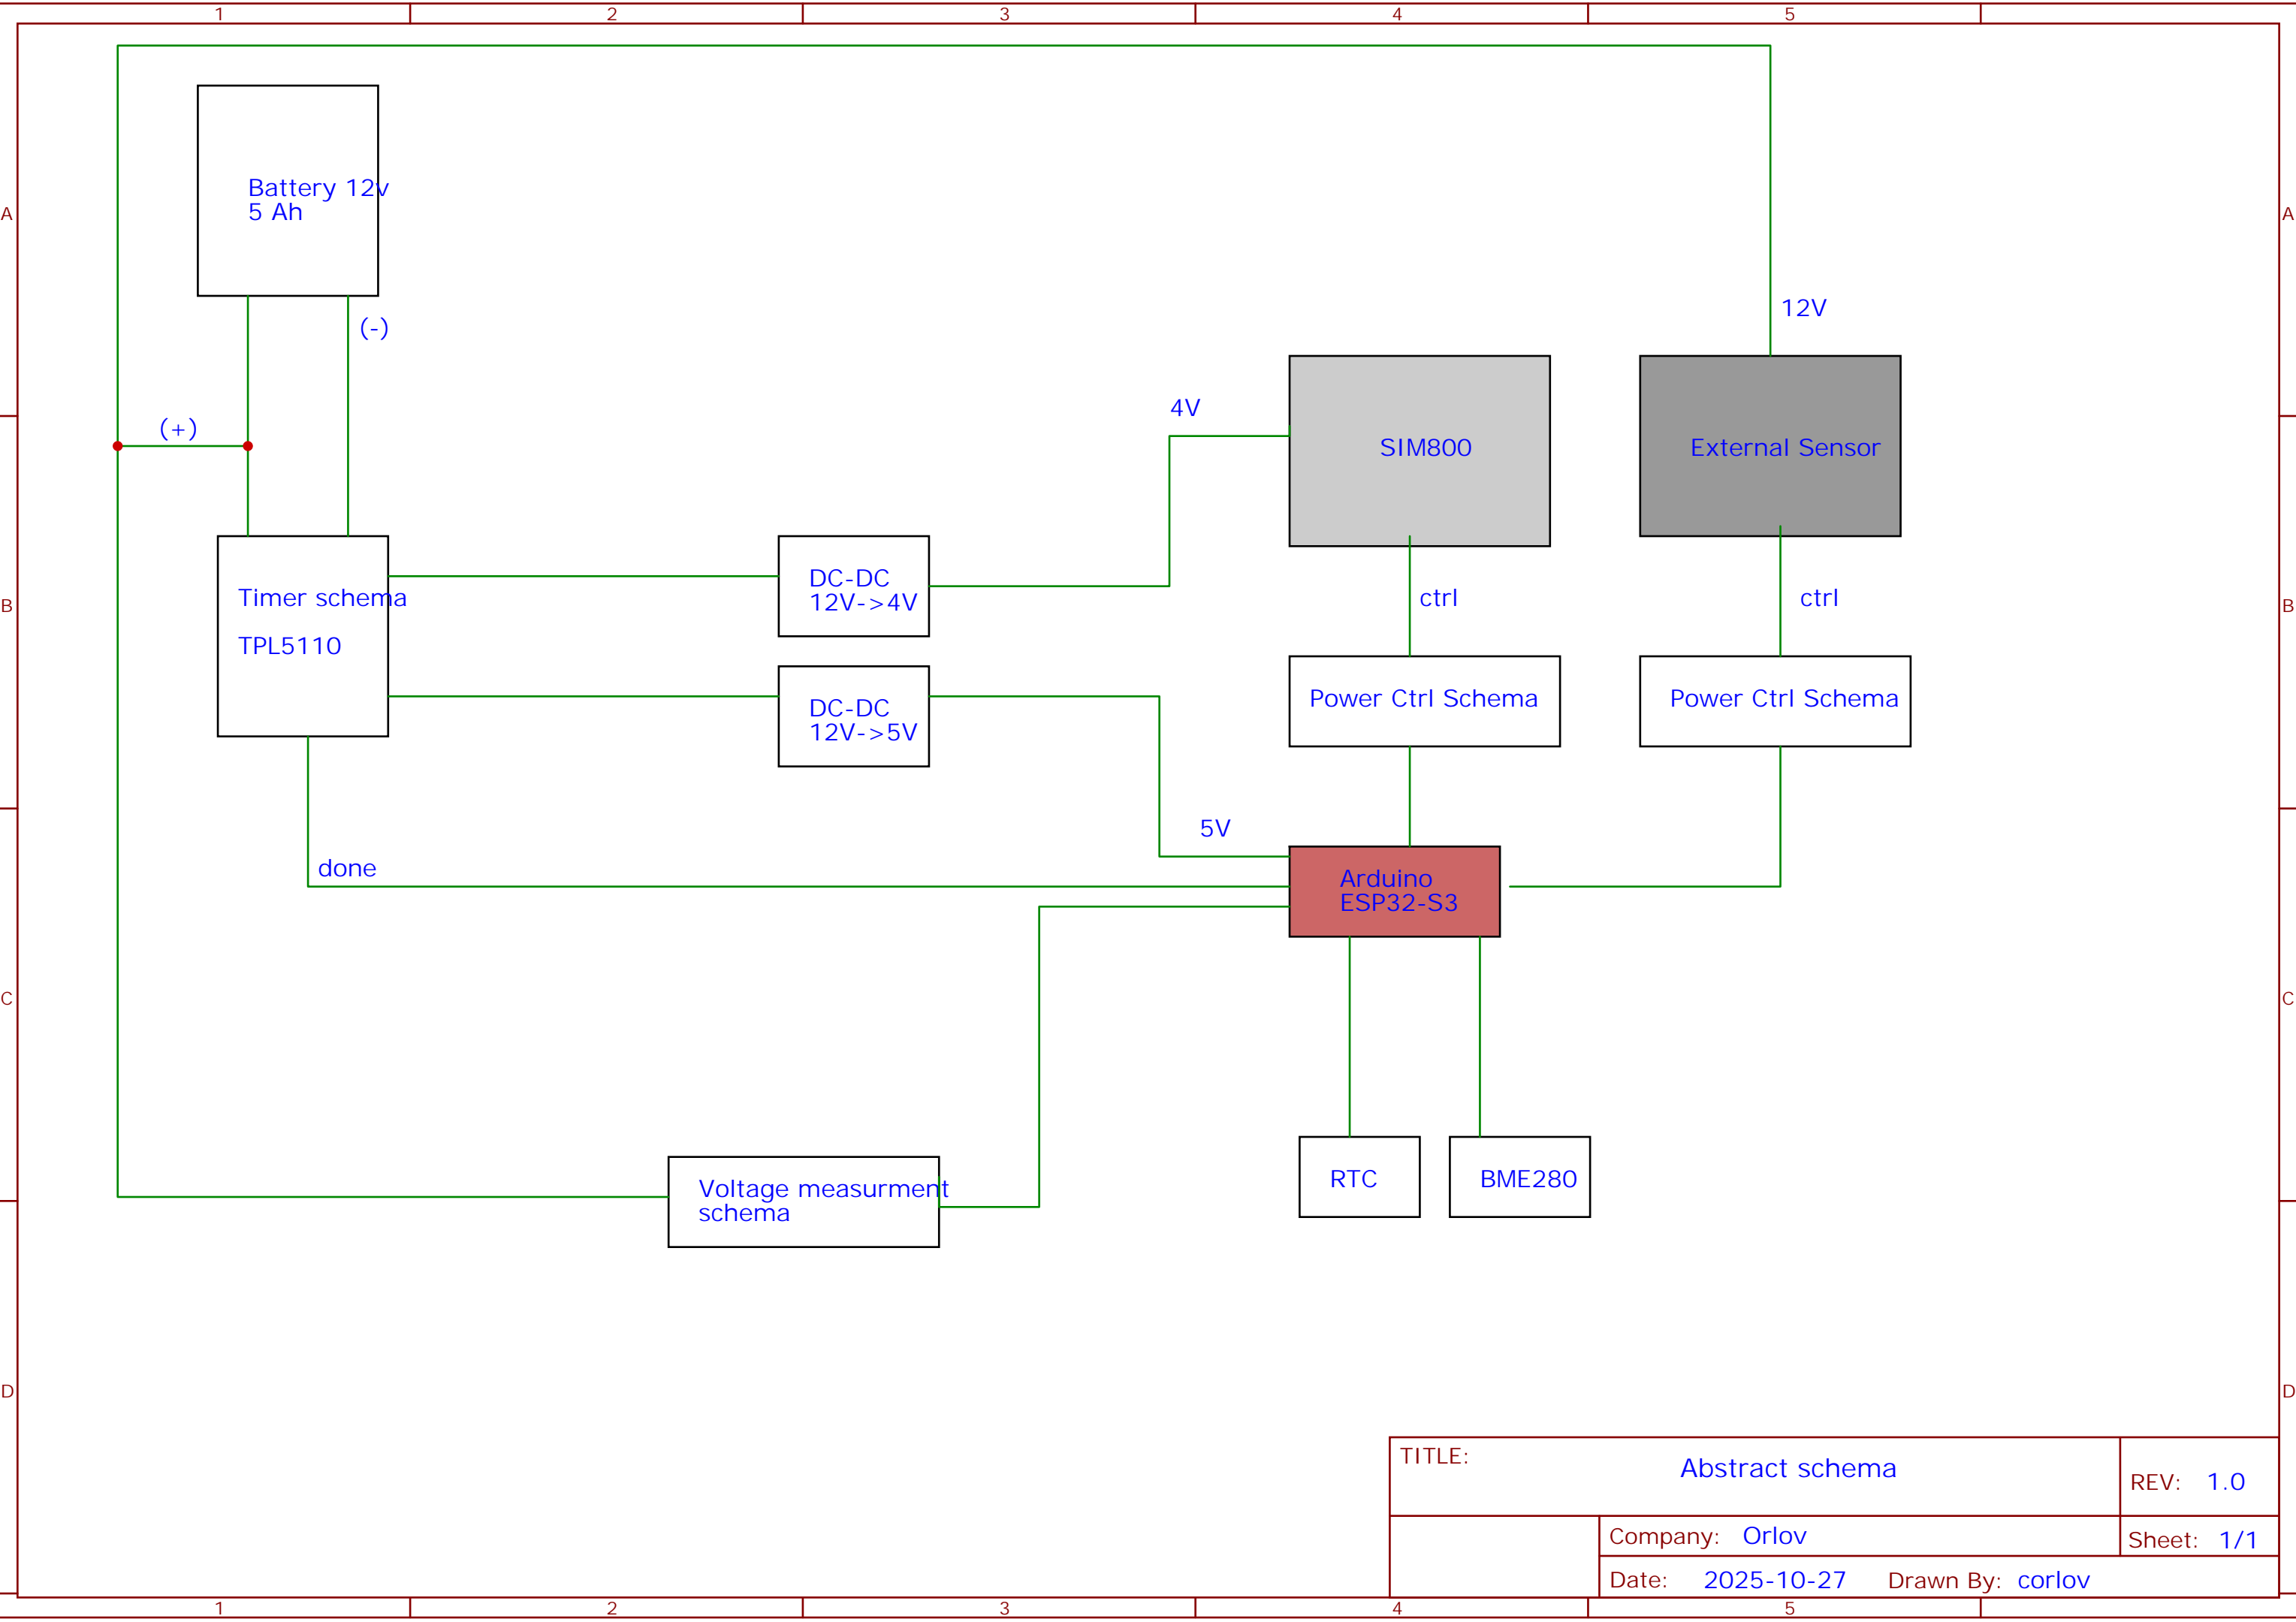 1 2 3 4 5
Battery 12v
5 Ah
A A
12V
(-)
4V
(+)
SIM800
External Sensor
DC-DC
12V->4V
Timer schema
ctrl
ctrl
B B
TPL5110
Power Ctrl Schema
Power Ctrl Schema
DC-DC
12V->5V
5V
done
Arduino
ESP32-S3
C C
RTC
BME280
Voltage measurment
schema
D D
TITLE:
Abstract schema
REV: 1.0
Company: Orlov
Sheet: 1/1
Date: 2025-10-27 Drawn By: corlov
1 2 3 4 5